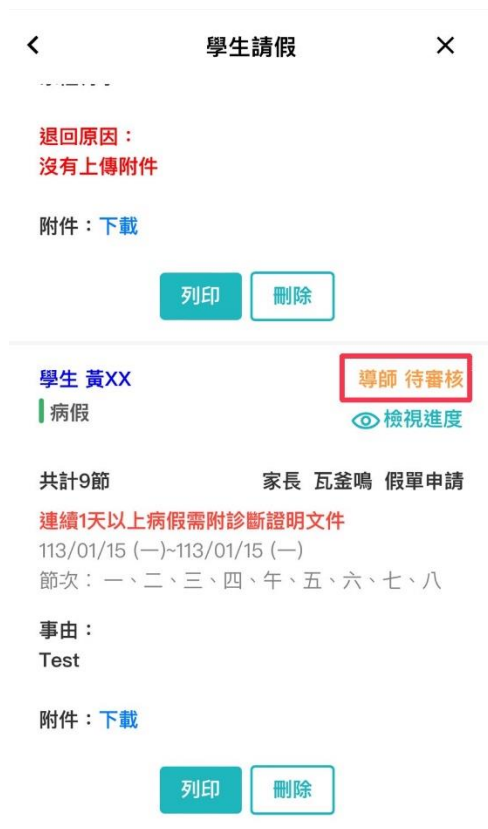 學生請假
退回原因：
沒有上傳附件
附件：下載
列印 刪除
學生 黃XX 導師 待審核
病假 檢視進度
共計9節 家長 瓦釜鳴 假單申請
連續1天以上病假需附診斷證明文件
113/01/15 (一)~113/01/15 (一)
節次： 一、二、三、四、午、五、六、七、八
事由：
Test
附件：下載
列印 刪除